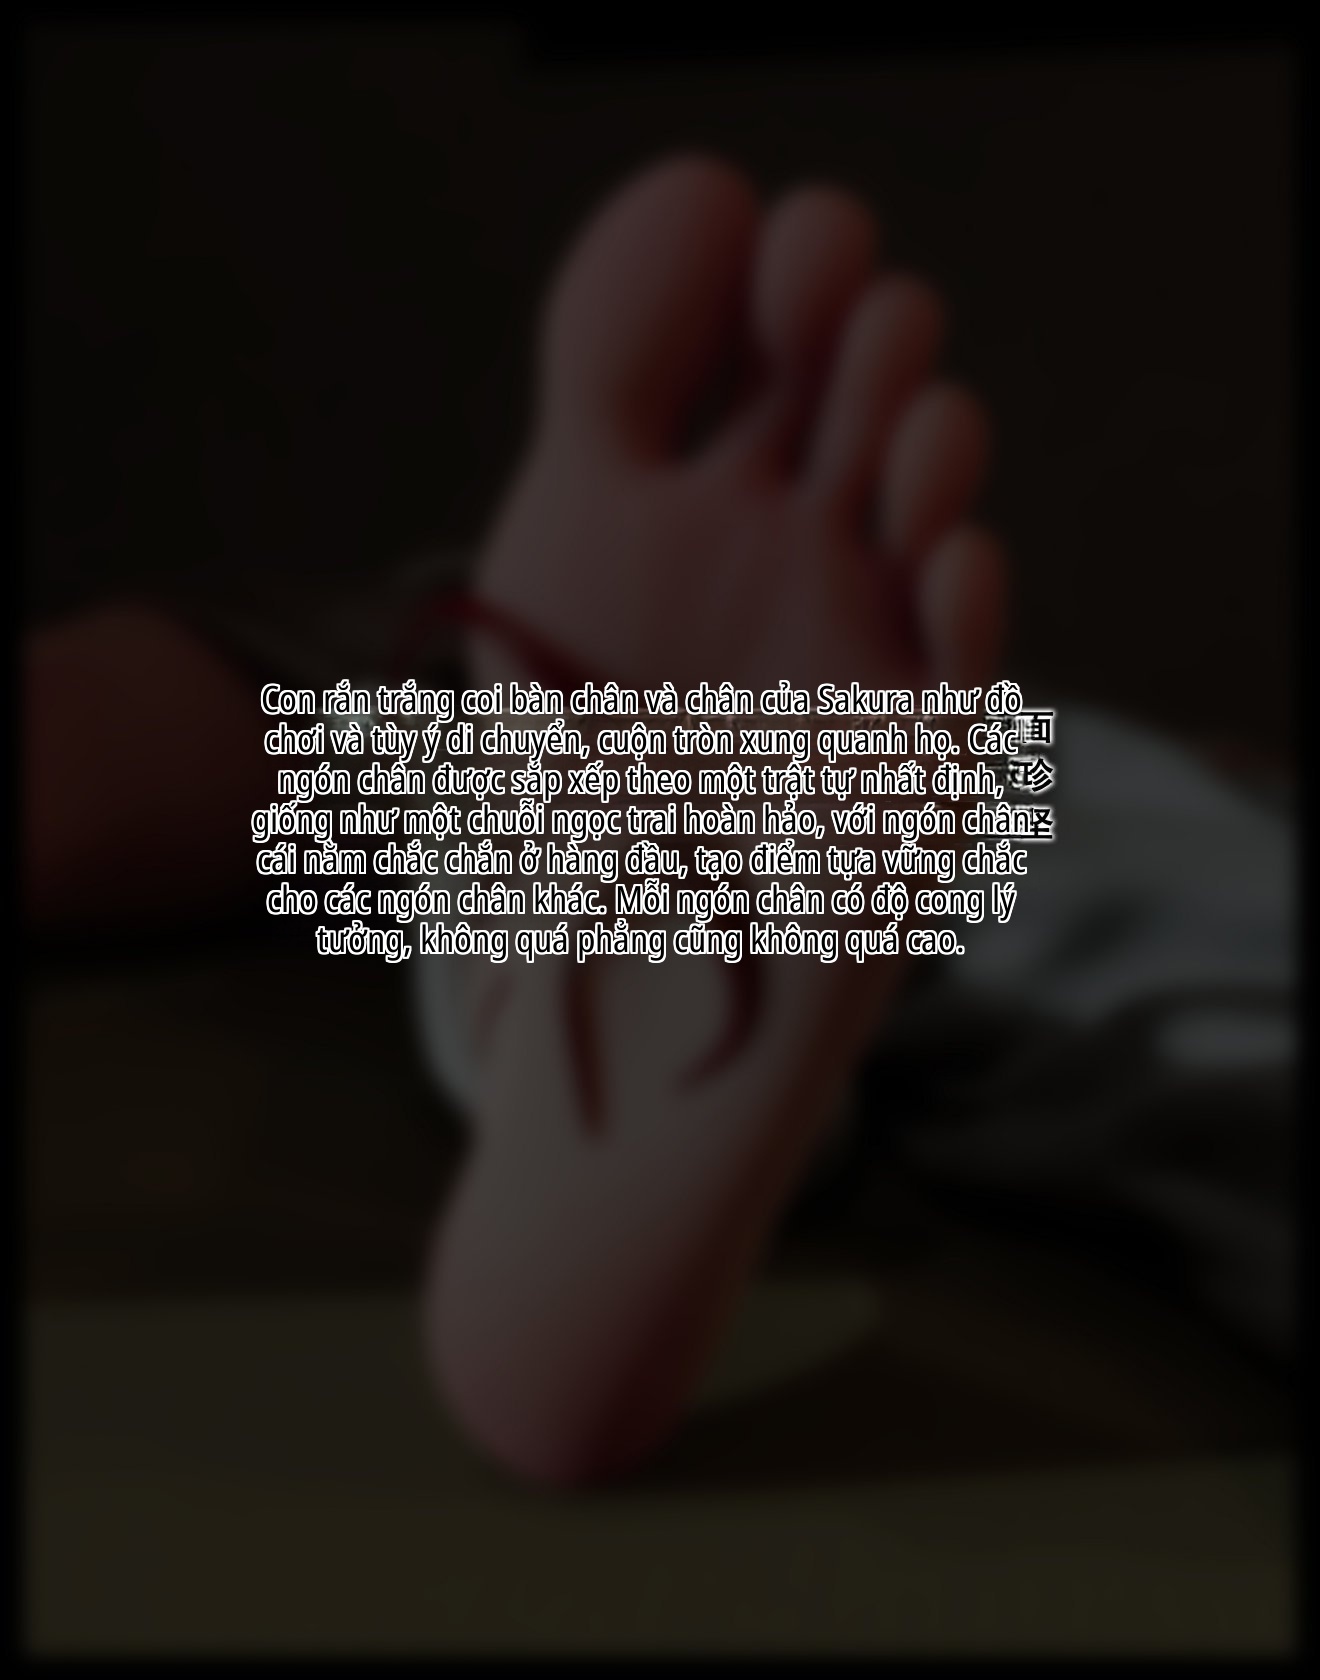 Con rắn trắng coi bàn chân và chân của Sakura như đồ
chơi và tùy ý di chuyển, cuộn tròn xung quanh họ. Các
ngón chân được sắp xếp theo một trật tự nhất định,
giống như một chuỗi ngọc trai hoàn hảo, với ngón chân
cái nằm chắc chắn ở hàng đầu, tạo điểm tựa vững chắc
cho các ngón chân khác. Mỗi ngón chân có độ cong lý
tưởng, không quá phẳng cũng không quá cao.
面
珍
坚